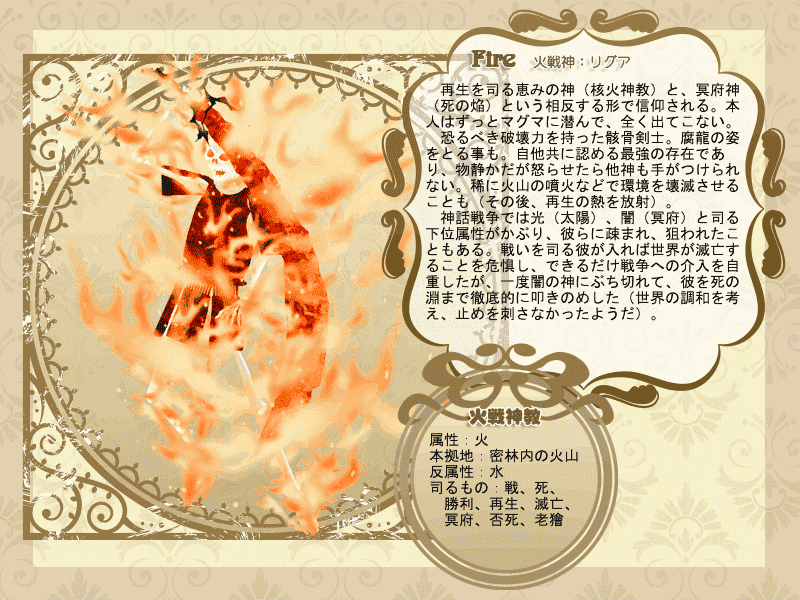 Fire 火戦神：リグア
再生を司る恵みの神（核火神教）と、冥府神
（死の焔）という相反する形で信仰される。本
人はずっとマグマに潜んで、全く出てこない。
恐るべき破壊力を持った骸骨剣士。腐龍の姿
をとる事も。自他共に認める最強の存在であ
り、物静かだが怒らせたら他神も手がつけられ
ない。稀に火山の噴火などで環境を壊滅させる
ことも（その後、再生の熱を放射）。
神話戦争では光（太陽）、闇（冥府）と司る
下位属性がかぶり、彼らに疎まれ、狙われたこ
ともある。戦いを司る彼が入れば世界が滅亡す
ることを危惧し、できるだけ戦争への介入を自
重したが、一度闇の神にぶち切れて、彼を死の
淵まで徹底的に叩きのめした（世界の調和を考
え、止めを刺さなかったようだ）。
火戦神教
属性：火
本拠地：密林内の火山
反属性：水
司るもの：戦、死、
勝利、再生、滅亡、
冥府、否死、老獪